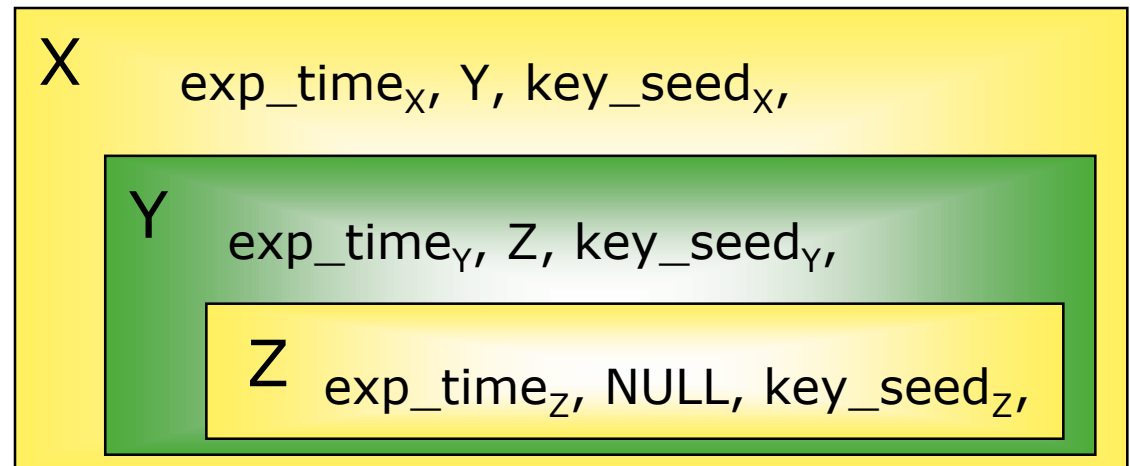 X
exp_timeX, Y, key_seedX,
Y
exp_timeY, Z, key_seedY,
Z
exp_timeZ, NULL, key_seedZ,